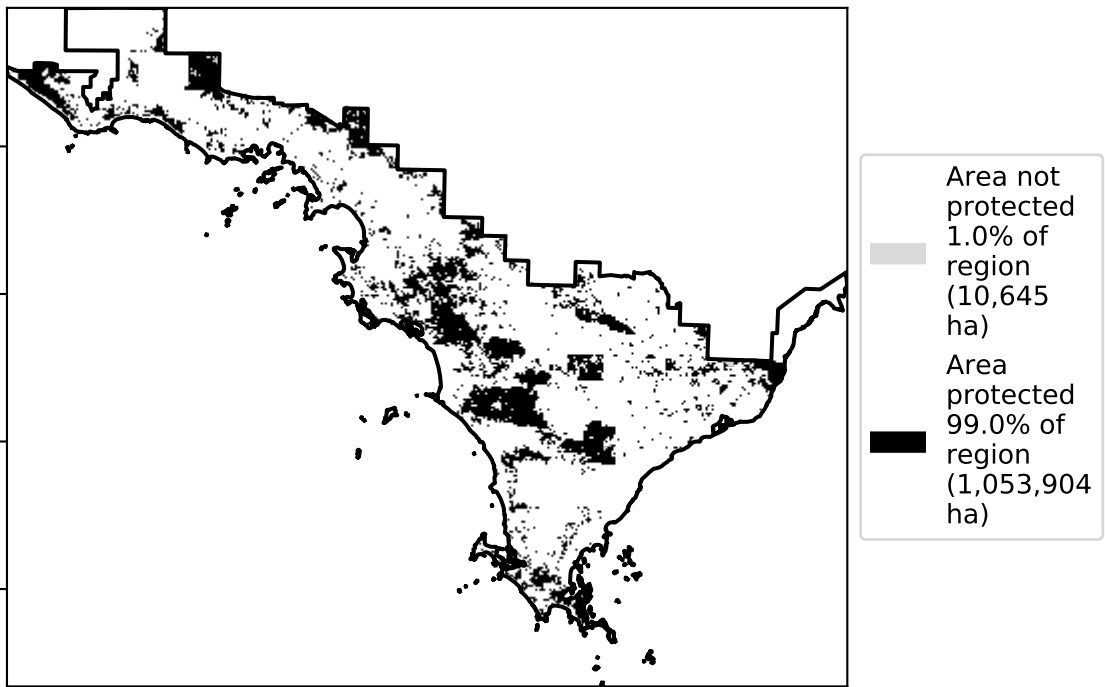 Area not
protected
1.0% of
region
(10,645
ha)
Area
protected
99.0% of
region
(1,053,904
ha)